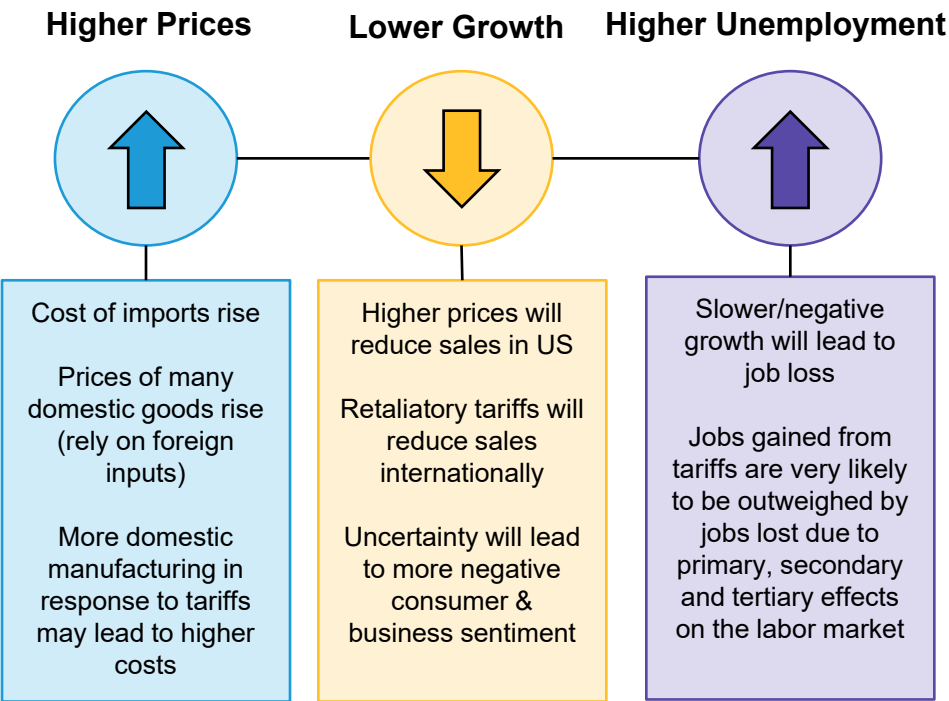 Higher Prices
Lower Growth
Higher Unemployment
Cost of imports rise
Prices of many
domestic goods rise
(rely on foreign
inputs)
More domestic
manufacturing in
response to tariffs
may lead to higher
costs
Higher prices will
reduce sales in US
Retaliatory tariffs will
reduce sales
internationally
Uncertainty will lead
to more negative
consumer &
business sentiment
Slower/negative
growth will lead to
job loss
Jobs gained from
tariffs are very likely
to be outweighed by
jobs lost due to
primary, secondary
and tertiary effects
on the labor market